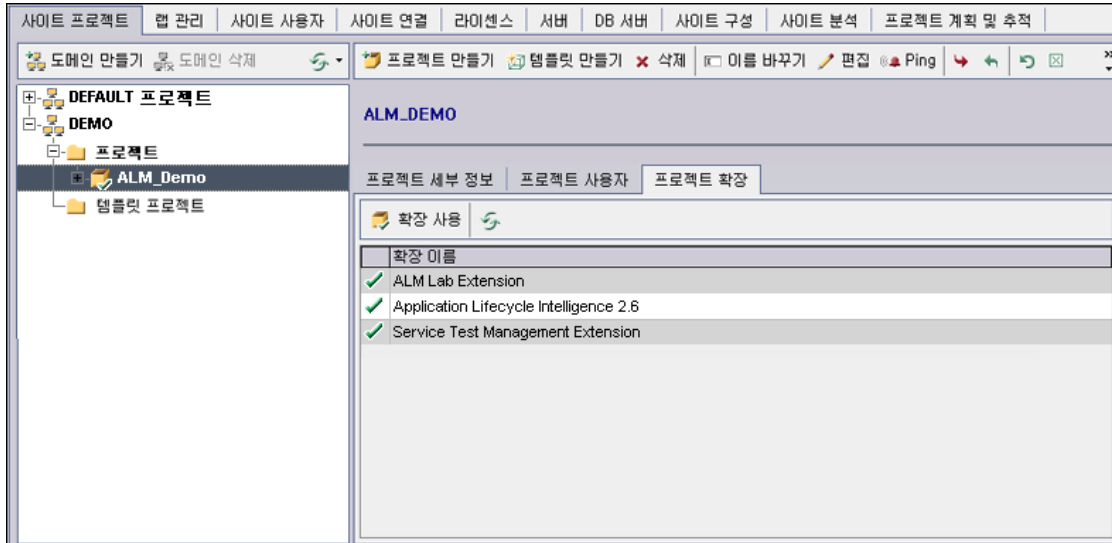 사이트 프로젝트 랩 관리 사이트 사용자 사이트 연결 라이센스 서버 DB 서버 사이트 구성 사이트 분석 프로젝트 계획 및 추적
도메인 만들기 도메인 삭제
프로젝트 만들기 템플릿 만들기 삭제 이름 바꾸기 편집 Ping
DEFAULT 프로젝트
DEMO
프로젝트
ALM_Demo
템플릿 프로젝트
ALM_DEMO
프로젝트 세부 정보 프로젝트 사용자 프로젝트 확장
확장 사용
확장 이름
ALM Lab Extension
Application Lifecycle Intelligence 2.6
Service Test Management Extension